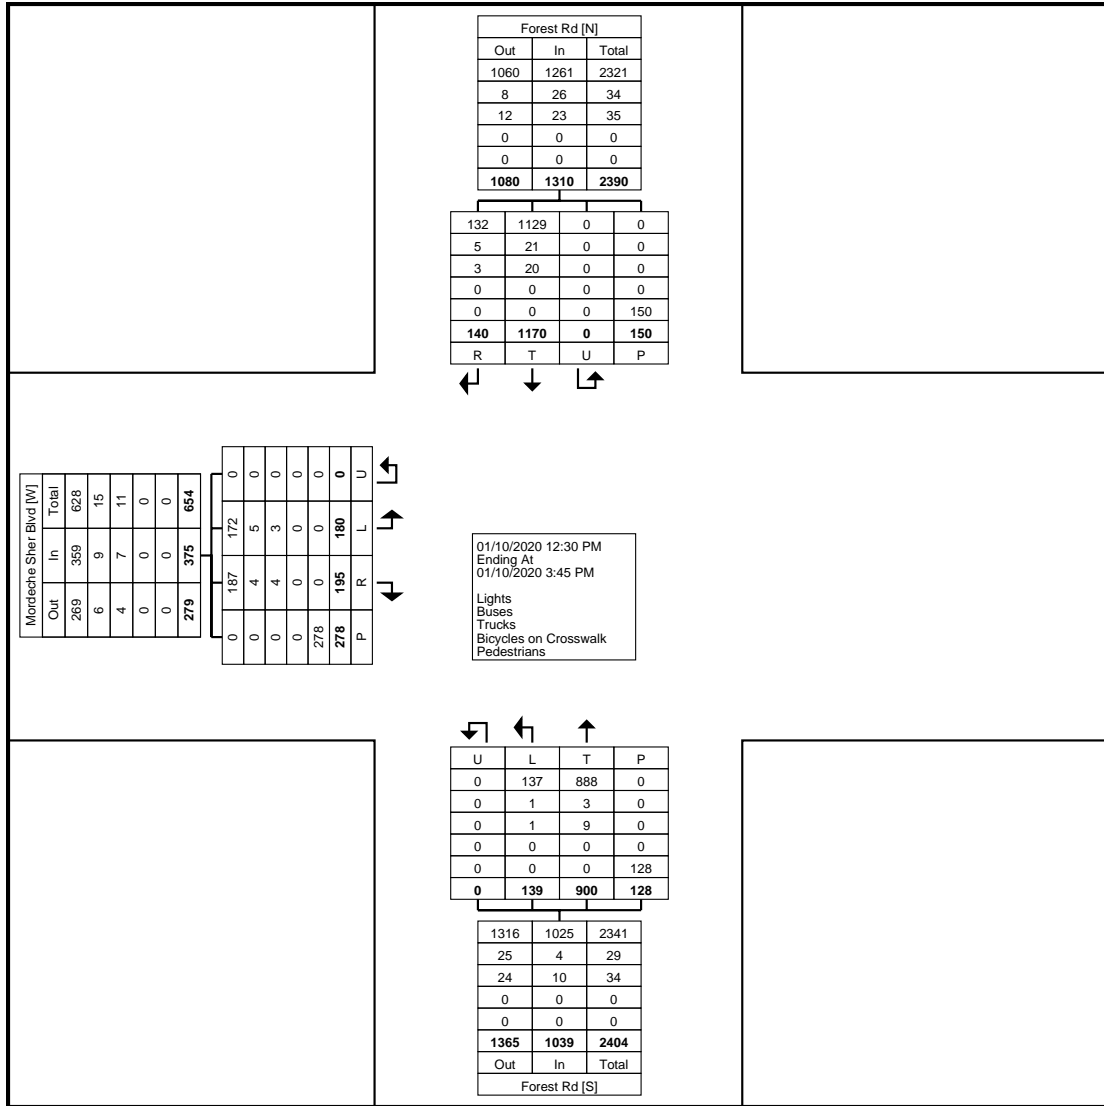 Forest Rd [N]
Out In Total
1060 1261 2321
8 26 34
12 23 35
0 0 0
0 0 0
1080 1310 2390
132 1129 0 0
5 21 0 0
3 20 0 0
0 0 0 0
0 0 0 150
140 1170 0 150
R T U P
Mordeche Sher Blvd [W]
Out In Total
269 359 628
6 9 15
4 7 11
0 0 0
0 0 0
279 375 654
0 187 172 0
0 4 5 0
0 4 3 0
0 0 0 0
278 0 0 0
278 195 180 0
P R L U
01/10/2020 12:30 PM
Ending At
01/10/2020 3:45 PM
Lights
Buses
Trucks
Bicycles on Crosswalk
Pedestrians
U L T P
0 137 888 0
0 1 3 0
0 1 9 0
0 0 0 0
0 0 0 128
0 139 900 128
1316 1025 2341
25 4 29
24 10 34
0 0 0
0 0 0
1365 1039 2404
Out In Total
Forest Rd [S]